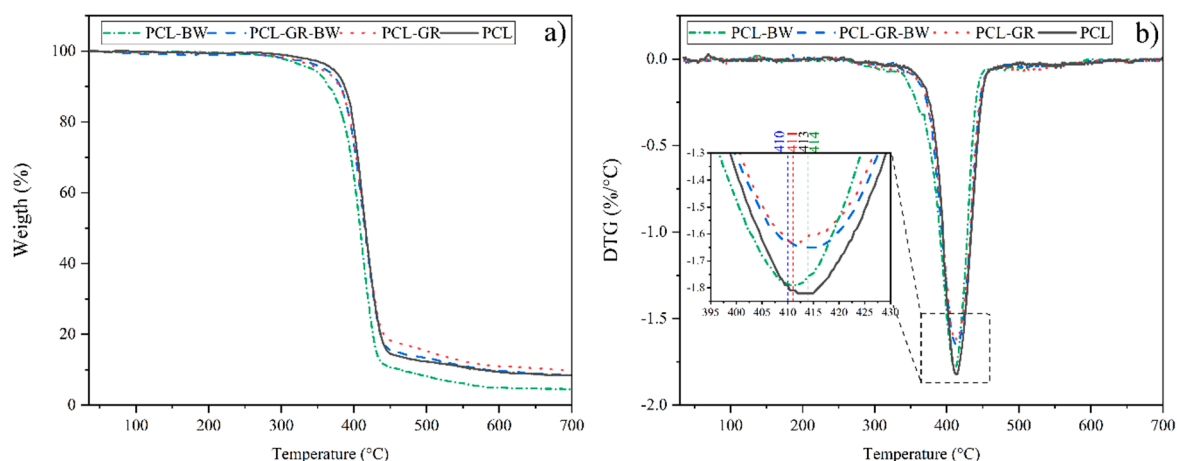 PCL-BW PCL-GR-BW PCL-GR PCL
a)
100
80
60
40
20
0
Weigth (%)
100 200 300 400 500 600 700
Temperature (°C)
PCL-BW PCL-GR-BW PCL-GR PCL
b)
0.0
-0.5
-1.0
-1.5
-2.0
DTG (%/°C)
410
411
413
414
-1.3
-1.4
-1.5
-1.6
-1.7
-1.8
395 400 405 410 415 420 425 430
100 200 300 400 500 600 700
Temperature (°C)